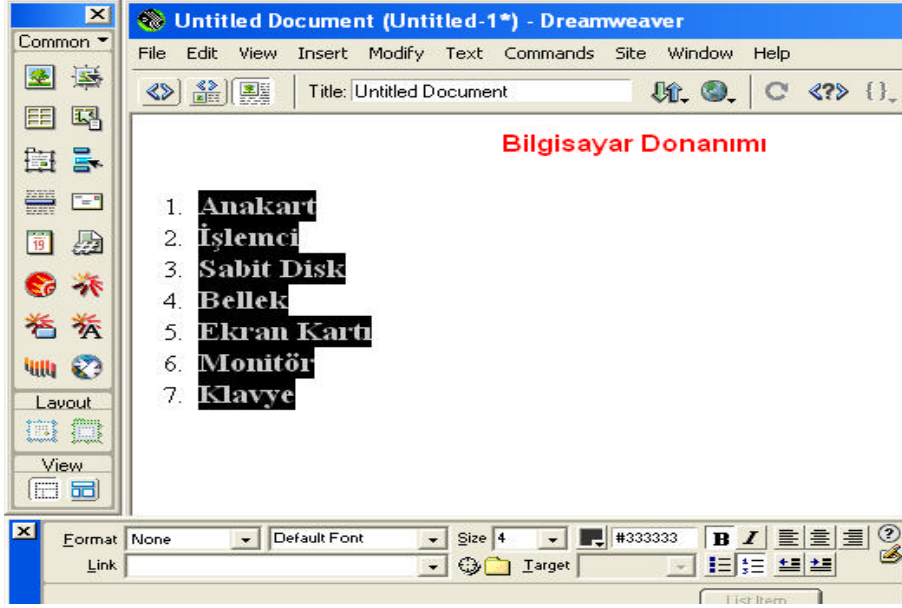 Untitled Document (Untitled-1*) - Dreamweaver
Common
File Edit View Insert Modify Text Commands Site Window Help
Title: Untitled Document
Bilgisayar Donanımı
1. Anakart
2. İşlemci
3. Sabit Disk
4. Bellek
5. Ekran Kartı
6. Monitör
7. Klavye
Layout
View
Format None Default Font Size 4 #333333 B I
Link Target
List Item...